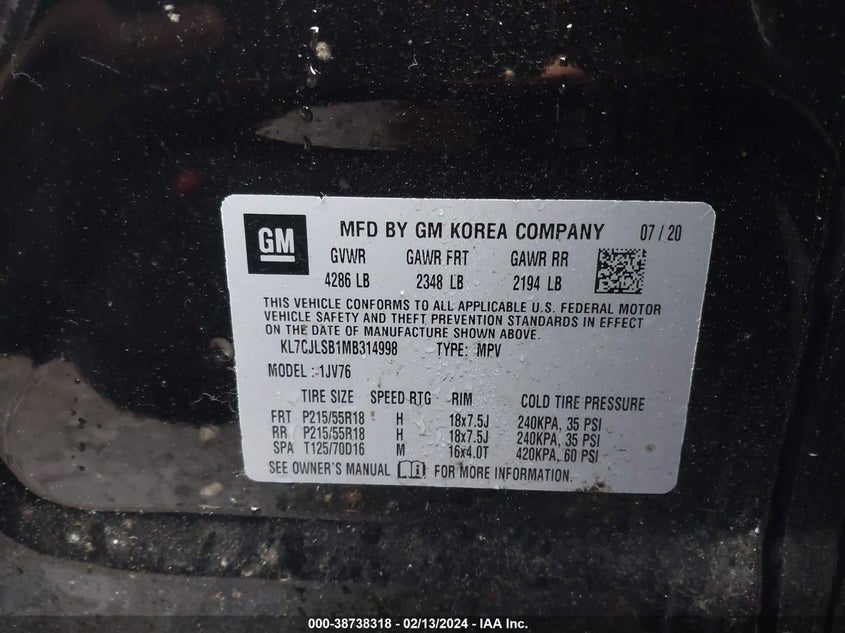 GM MFD BY GM KOREA COMPANY 07 / 20
GVWR GAWR FRT GAWR RR
4286 LB 2348 LB 2194 LB
THIS VEHICLE CONFORMS TO ALL APPLICABLE U.S. FEDERAL MOTOR
VEHICLE SAFETY AND THEFT PREVENTION STANDARDS IN EFFECT
ON THE DATE OF MANUFACTURE SHOWN ABOVE.
KL7CJLSB1MB314998 TYPE: MPV
MODEL : 1JV76
TIRE SIZE SPEED RTG RIM COLD TIRE PRESSURE
FRT P215/55R18 H 18x7.5J 240KPA, 35 PSI
RR P215/55R18 H 18x7.5J 240KPA, 35 PSI
SPA T125/70D16 M 16x4.0T 420KPA, 60 PSI
SEE OWNER'S MANUAL FOR MORE INFORMATION.
000-38738318 - 02/13/2024 - IAA Inc.